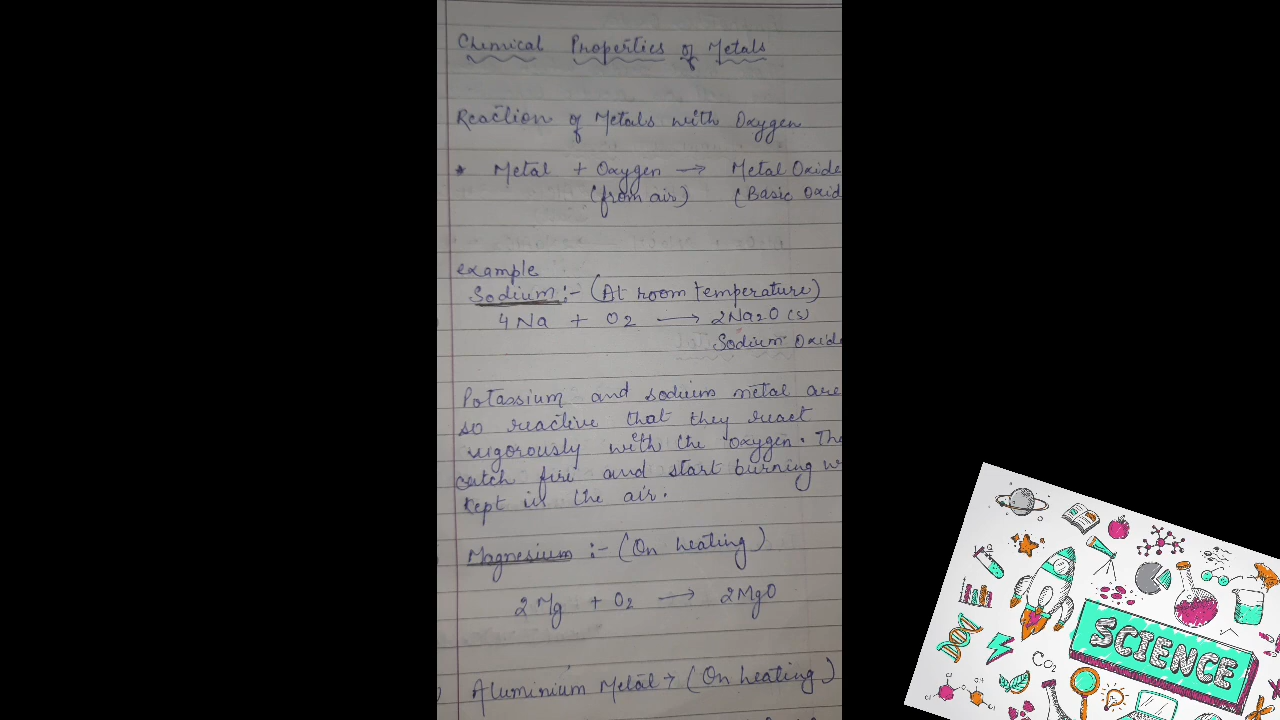 Chemical Properties of Metals
Reaction of Metals with Oxygen
* Metal + Oxygen → Metal Oxide
(from air) (Basic Oxid
example
Sodium :- (At room temperature)
4Na + O2 → 2Na2O (s)
Sodium Oxide
Potassium and sodium metal are
so reactive that they react
vigorously with the oxygen. The
catch fire and start burning w
kept in the air.
Magnesium :- (On heating)
2Mg + O2 → 2MgO
Aluminium Metal → (On heating)
SCIENCE
CO2